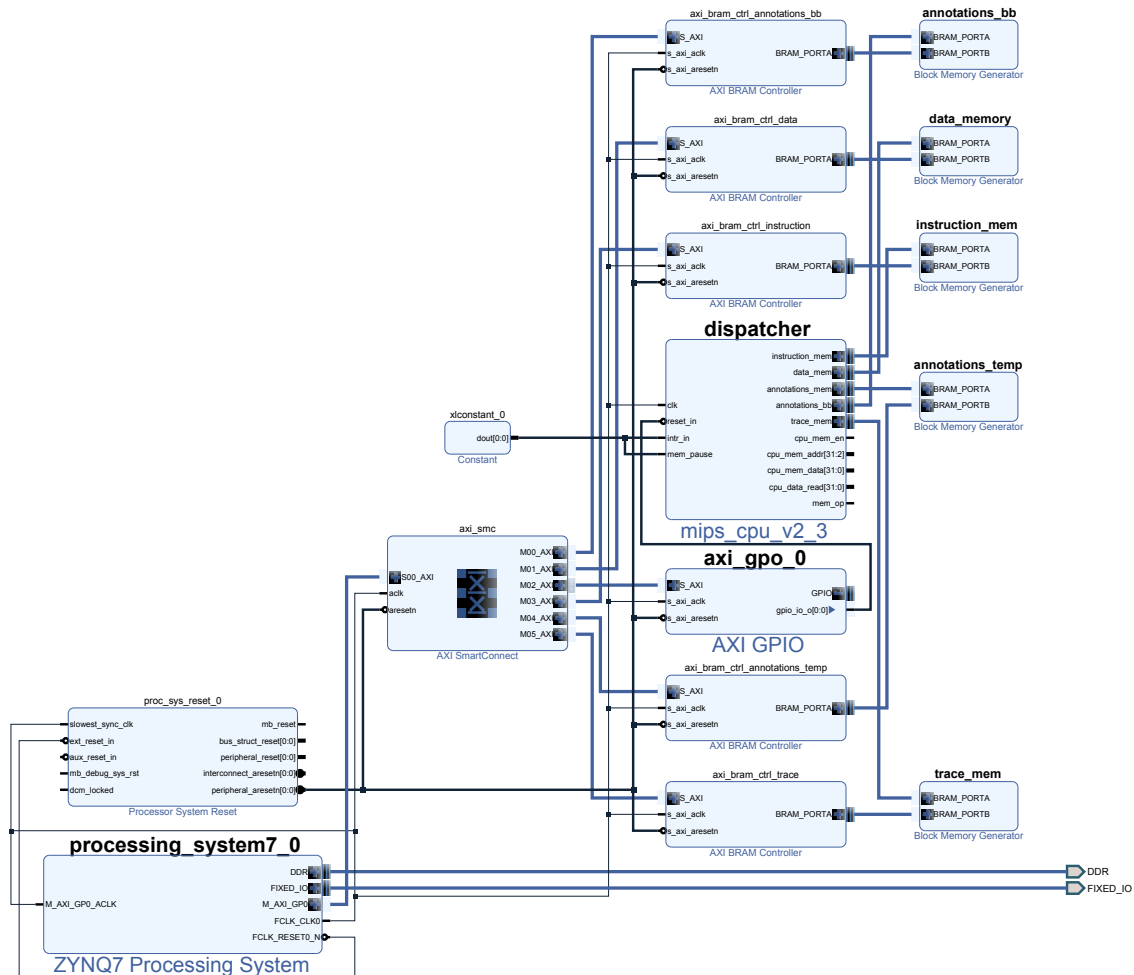 axi_bram_ctrl_annotations_bb
S_AXI
s_axi_aclk
s_axi_aresetn
BRAM_PORTA
AXI BRAM Controller
annotations_bb
BRAM_PORTA
BRAM_PORTB
Block Memory Generator
axi_bram_ctrl_data
S_AXI
s_axi_aclk
s_axi_aresetn
BRAM_PORTA
AXI BRAM Controller
data_memory
BRAM_PORTA
BRAM_PORTB
Block Memory Generator
axi_bram_ctrl_instruction
S_AXI
s_axi_aclk
s_axi_aresetn
BRAM_PORTA
AXI BRAM Controller
instruction_mem
BRAM_PORTA
BRAM_PORTB
Block Memory Generator
dispatcher
clk
reset_in
intr_in
mem_pause
instruction_mem
data_mem
annotations_mem
annotations_bb
trace_mem
cpu_mem_en
cpu_mem_addr[31:2]
cpu_mem_data[31:0]
cpu_data_read[31:0]
mem_op
mips_cpu_v2_3
annotations_temp
BRAM_PORTA
BRAM_PORTB
Block Memory Generator
xlconstant_0
dout[0:0]
Constant
axi_smc
S00_AXI
aclk
aresetn
M00_AXI
M01_AXI
M02_AXI
M03_AXI
M04_AXI
M05_AXI
AXI SmartConnect
axi_gpo_0
S_AXI
s_axi_aclk
s_axi_aresetn
GPIO
gpio_io_o[0:0]
AXI GPIO
axi_bram_ctrl_annotations_temp
S_AXI
s_axi_aclk
s_axi_aresetn
BRAM_PORTA
AXI BRAM Controller
proc_sys_reset_0
slowest_sync_clk
ext_reset_in
aux_reset_in
mb_debug_sys_rst
dcm_locked
mb_reset
bus_struct_reset[0:0]
peripheral_reset[0:0]
interconnect_aresetn[0:0]
peripheral_aresetn[0:0]
Processor System Reset
axi_bram_ctrl_trace
S_AXI
s_axi_aclk
s_axi_aresetn
BRAM_PORTA
AXI BRAM Controller
trace_mem
BRAM_PORTA
BRAM_PORTB
Block Memory Generator
processing_system7_0
M_AXI_GP0_ACLK
DDR
FIXED_IO
M_AXI_GP0
FCLK_CLK0
FCLK_RESET0_N
ZYNQ7 Processing System
DDR
FIXED_IO